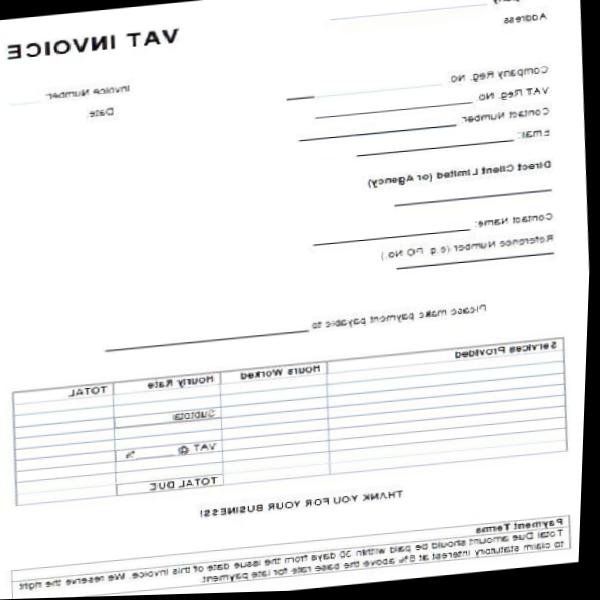 VAT INVOICE
Address
Invoice Number
Date:
Company Reg. No.
VAT Reg. No.
Contact Number
Email:
Direct Client Limited (or Agency)
Contact Name:
Reference Number (e.g. PO No.)
Please make payment payable to
Services Provided Hours Worked Hourly Rate TOTAL
Subtotal
VAT @ %
TOTAL DUE
THANK YOU FOR YOUR BUSINESS!
Payment Terms
Total Due amount should be paid within 30 days from the issue date of this invoice. We reserve the right
to claim statutory interest at 8% above the base rate for late payment.